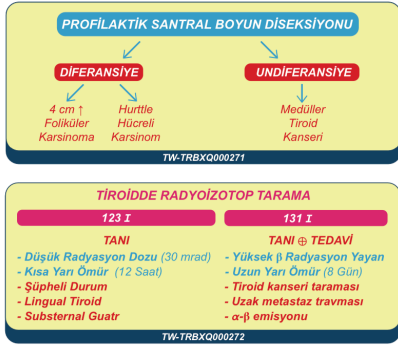 PROFİLAKTİK SANTRAL BOYUN DİSEKSİYONU
DİFERANSİYE
UNDİFERANSİYE
4 cm ↑
Foliküler
Karsinoma
Hurttle
Hücreli
Karsinom
Medüller
Tiroid
Kanseri
TW-TRBXQ000271
TİROİDDE RADYOİZOTOP TARAMA
123 I
131 I
TANI
- Düşük Radyasyon Dozu (30 mrad)
- Kısa Yarı Ömür (12 Saat)
- Şüpheli Durum
- Lingual Tiroid
- Substernal Guatr
TANI ⊕ TEDAVİ
- Yüksek β Radyasyon Yayan
- Uzun Yarı Ömür (8 Gün)
- Tiroid kanseri taraması
- Uzak metastaz travması
- α-β emisyonu
TW-TRBXQ000272